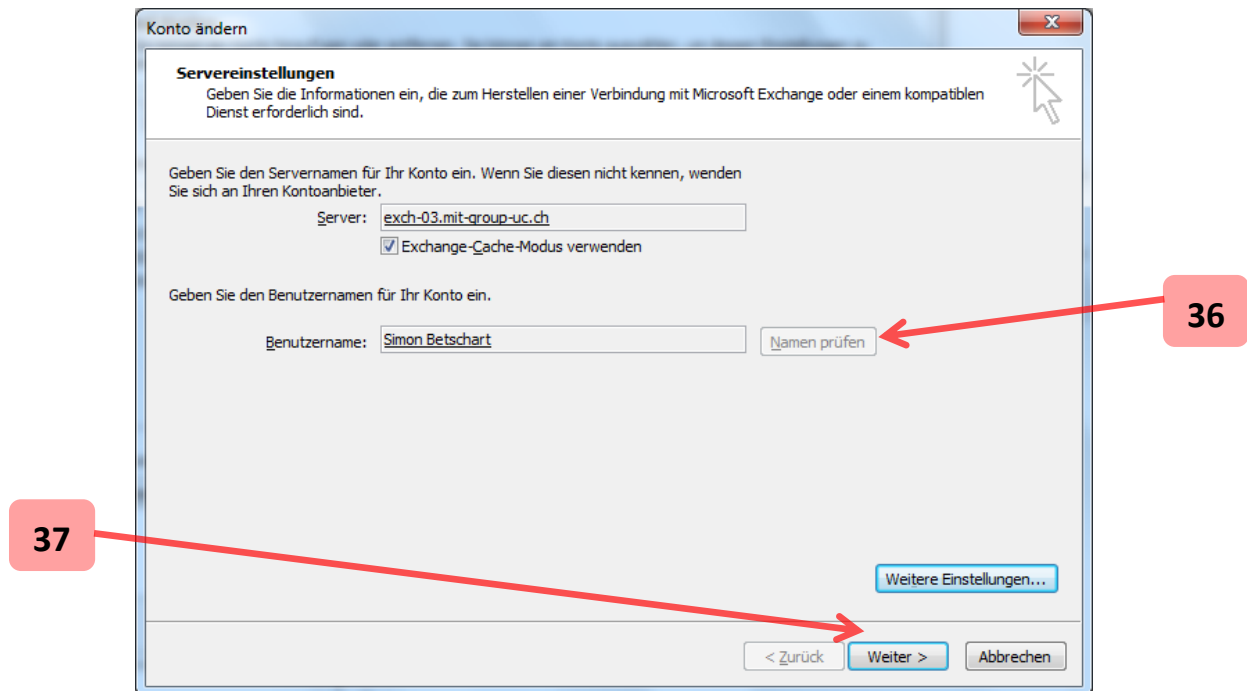 Konto ändern
Servereinstellungen
Geben Sie die Informationen ein, die zum Herstellen einer Verbindung mit Microsoft Exchange oder einem kompatiblen
Dienst erforderlich sind.
Geben Sie den Servernamen für Ihr Konto ein. Wenn Sie diesen nicht kennen, wenden
Sie sich an Ihren Kontoanbieter.
Server: exch-03.mit-group-uc.ch
Exchange-Cache-Modus verwenden
Geben Sie den Benutzernamen für Ihr Konto ein.
36
Benutzername: Simon Betschart Namen prüfen
37
Weitere Einstellungen...
< Zurück Weiter > Abbrechen